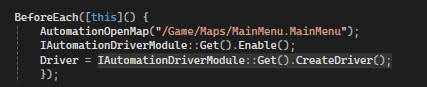 BeforeEach([this]() {
AutomationOpenMap("/Game/Maps/MainMenu.MainMenu");
IAutomationDriverModule::Get().Enable();
Driver = IAutomationDriverModule::Get().CreateDriver();
});